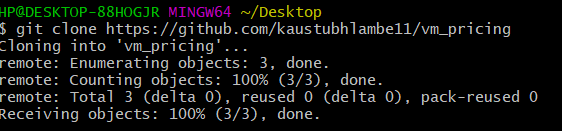 HP@DESKTOP-88HOGJR MINGW64 ~/Desktop
$ git clone https://github.com/kaustubhlambe11/vm_pricing
Cloning into 'vm_pricing'...
remote: Enumerating objects: 3, done.
remote: Counting objects: 100% (3/3), done.
remote: Total 3 (delta 0), reused 0 (delta 0), pack-reused 0
Receiving objects: 100% (3/3), done.